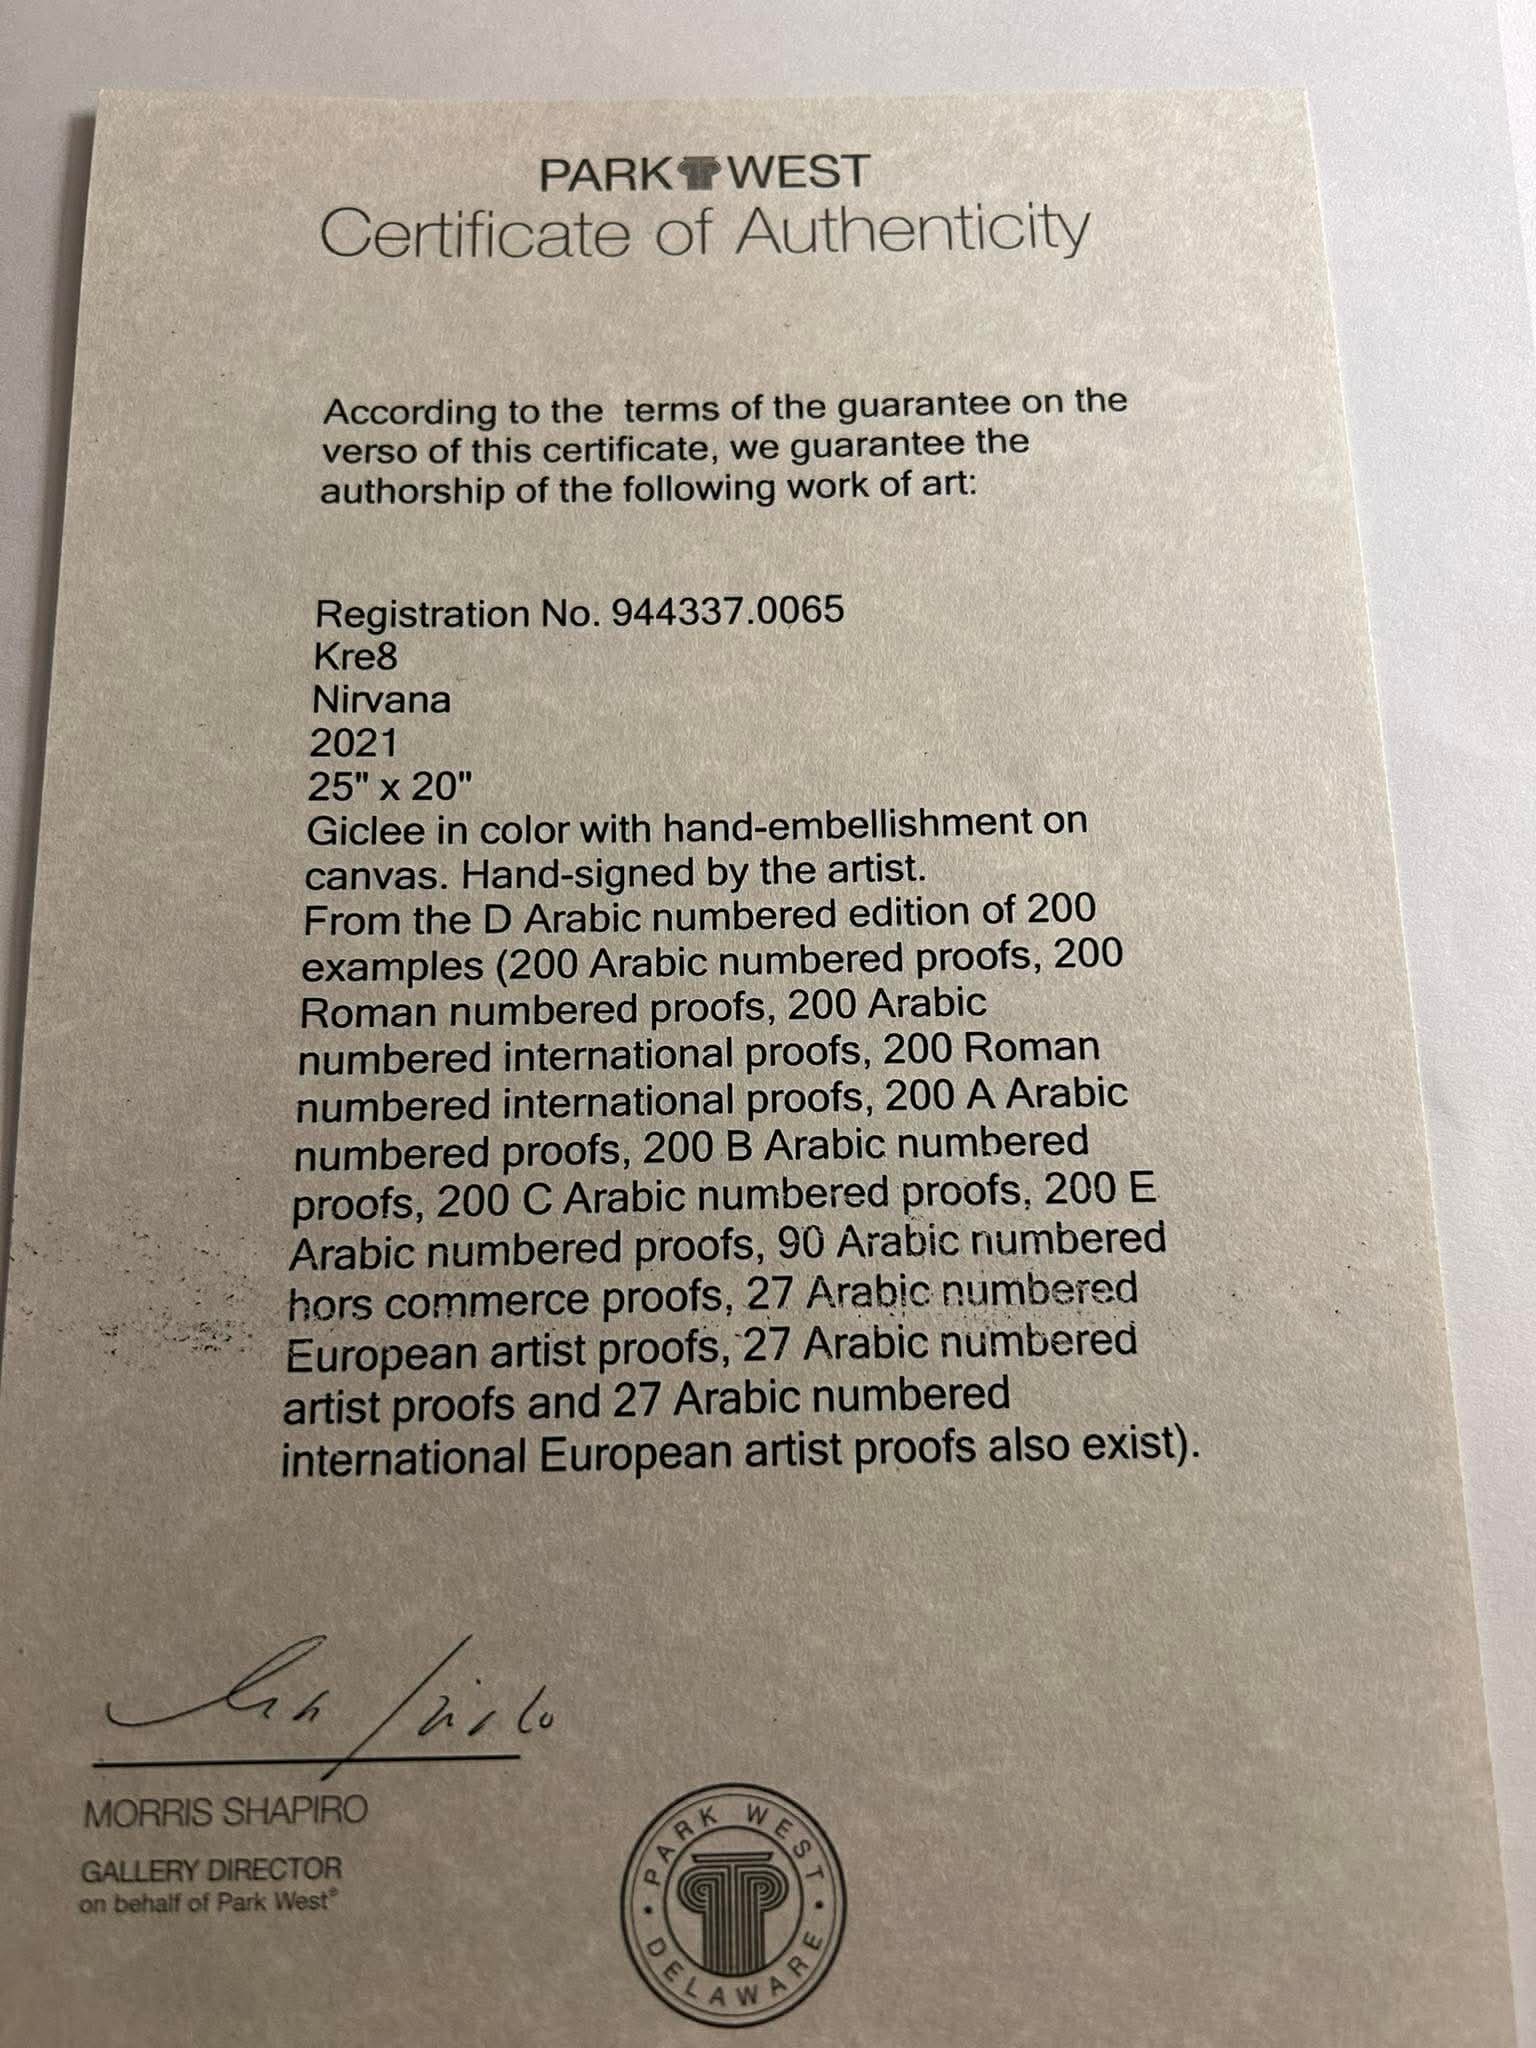 PARK WEST
Certificate of Authenticity
According to the terms of the guarantee on the
verso of this certificate, we guarantee the
authorship of the following work of art:
Registration No. 944337.0065
Kre8
Nirvana
2021
25" x 20"
Giclee in color with hand-embellishment on
canvas. Hand-signed by the artist.
From the D Arabic numbered edition of 200
examples (200 Arabic numbered proofs, 200
Roman numbered proofs, 200 Arabic
numbered international proofs, 200 Roman
numbered international proofs, 200 A Arabic
numbered proofs, 200 B Arabic numbered
proofs, 200 C Arabic numbered proofs, 200 E
Arabic numbered proofs, 90 Arabic numbered
hors commerce proofs, 27 Arabic numbered
European artist proofs, 27 Arabic numbered
artist proofs and 27 Arabic numbered
international European artist proofs also exist).
MORRIS SHAPIRO
GALLERY DIRECTOR
on behalf of Park West®
• PARK WEST •
DELAWARE